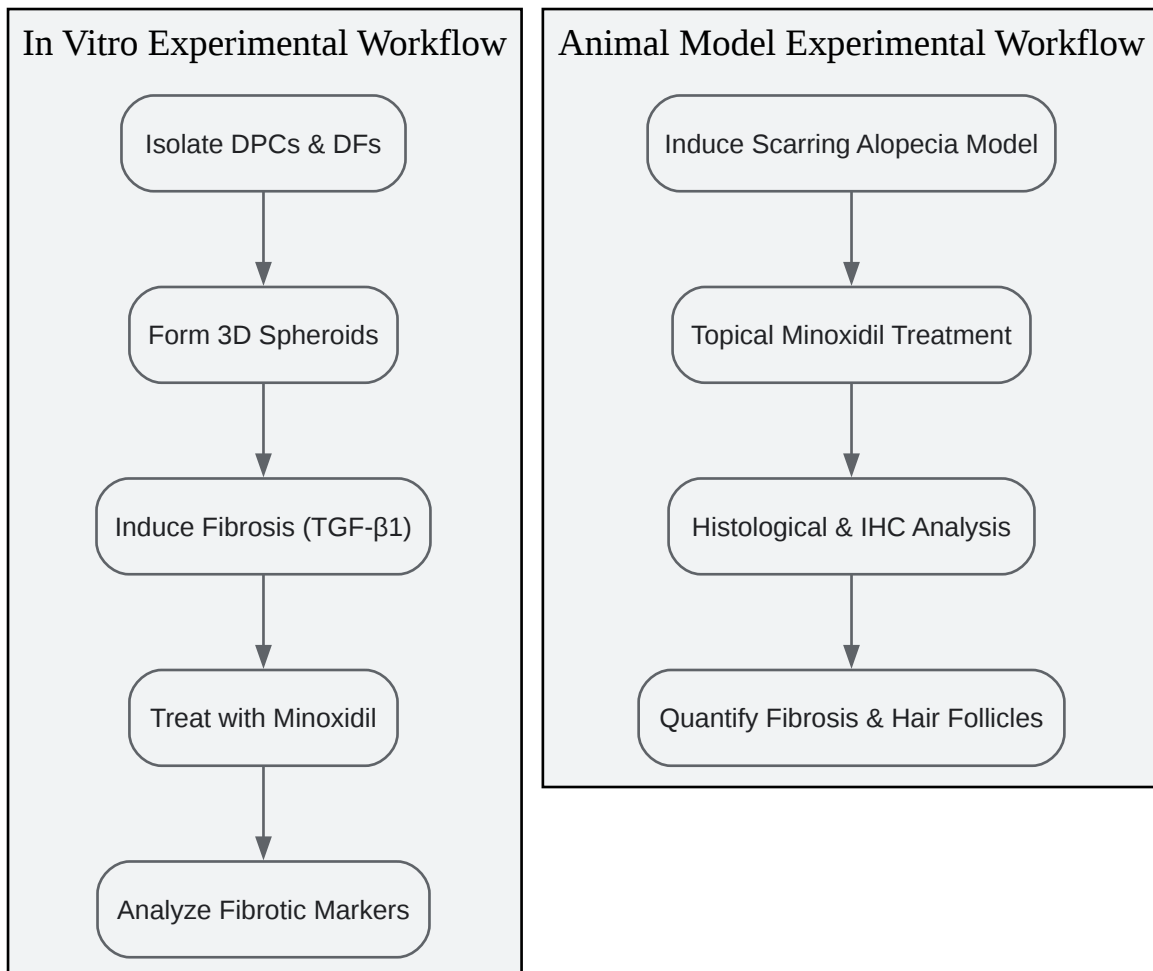 In Vitro Experimental Workflow
Isolate DPCs & DFs
Form 3D Spheroids
Induce Fibrosis (TGF-β1)
Treat with Minoxidil
Analyze Fibrotic Markers
Animal Model Experimental Workflow
Induce Scarring Alopecia Model
Topical Minoxidil Treatment
Histological & IHC Analysis
Quantify Fibrosis & Hair Follicles